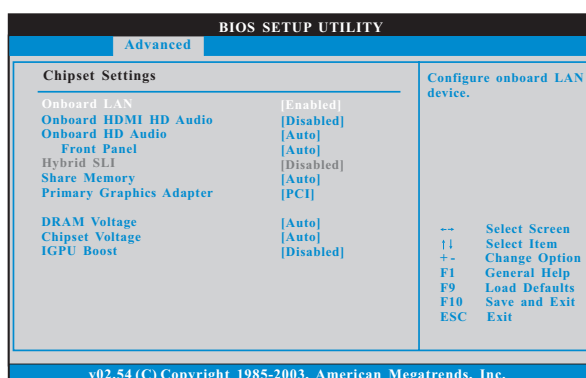 BIOS SETUP UTILITY
Advanced
Chipset Settings
Onboard LAN [Enabled]
Onboard HDMI HD Audio [Disabled]
Onboard HD Audio [Auto]
Front Panel [Auto]
Hybrid SLI [Disabled]
Share Memory [Auto]
Primary Graphics Adapter [PCI]
DRAM Voltage [Auto]
Chipset Voltage [Auto]
IGPU Boost [Disabled]
Configure onboard LAN
device.
←→ Select Screen
↑↓ Select Item
+- Change Option
F1 General Help
F9 Load Defaults
F10 Save and Exit
ESC Exit
v02.54 (C) Copyright 1985-2003, American Megatrends, Inc.